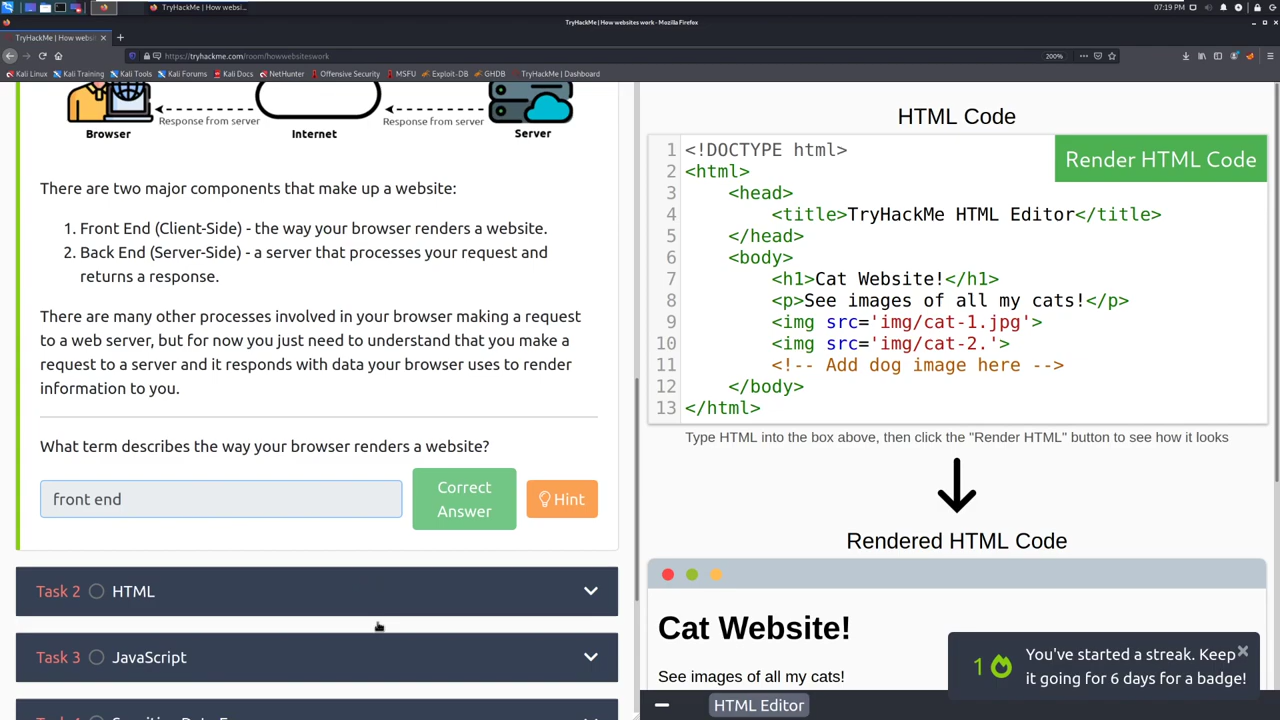 TryHackMe | How websi...
07:19 PM
TryHackMe | How websites work - Mozilla Firefox
TryHackMe | How websi
https://tryhackme.com/room/howwebsiteswork
200%
Kali Linux
Kali Training
Kali Tools
Kali Forums
Kali Docs
NetHunter
Offensive Security
MSFU
Exploit-DB
GHDB
TryHackMe | Dashboard
Response from server
Response from server
Browser
Internet
Server
There are two major components that make up a website:
1. Front End (Client-Side) - the way your browser renders a website.
2. Back End (Server-Side) - a server that processes your request and
returns a response.
There are many other processes involved in your browser making a request
to a web server, but for now you just need to understand that you make a
request to a server and it responds with data your browser uses to render
information to you.
What term describes the way your browser renders a website?
front end
Correct
Answer
Hint
Task 2 HTML
Task 3 JavaScript
HTML Code
Render HTML Code
1 <!DOCTYPE html>
2 <html>
3 <head>
4 <title>TryHackMe HTML Editor</title>
5 </head>
6 <body>
7 <h1>Cat Website!</h1>
8 <p>See images of all my cats!</p>
9 <img src='img/cat-1.jpg'>
10 <img src='img/cat-2.'>
11 <!-- Add dog image here -->
12 </body>
13 </html>
Type HTML into the box above, then click the "Render HTML" button to see how it looks
Rendered HTML Code
Cat Website!
See images of all my cats!
1
You've started a streak. Keep
it going for 6 days for a badge!
HTML Editor